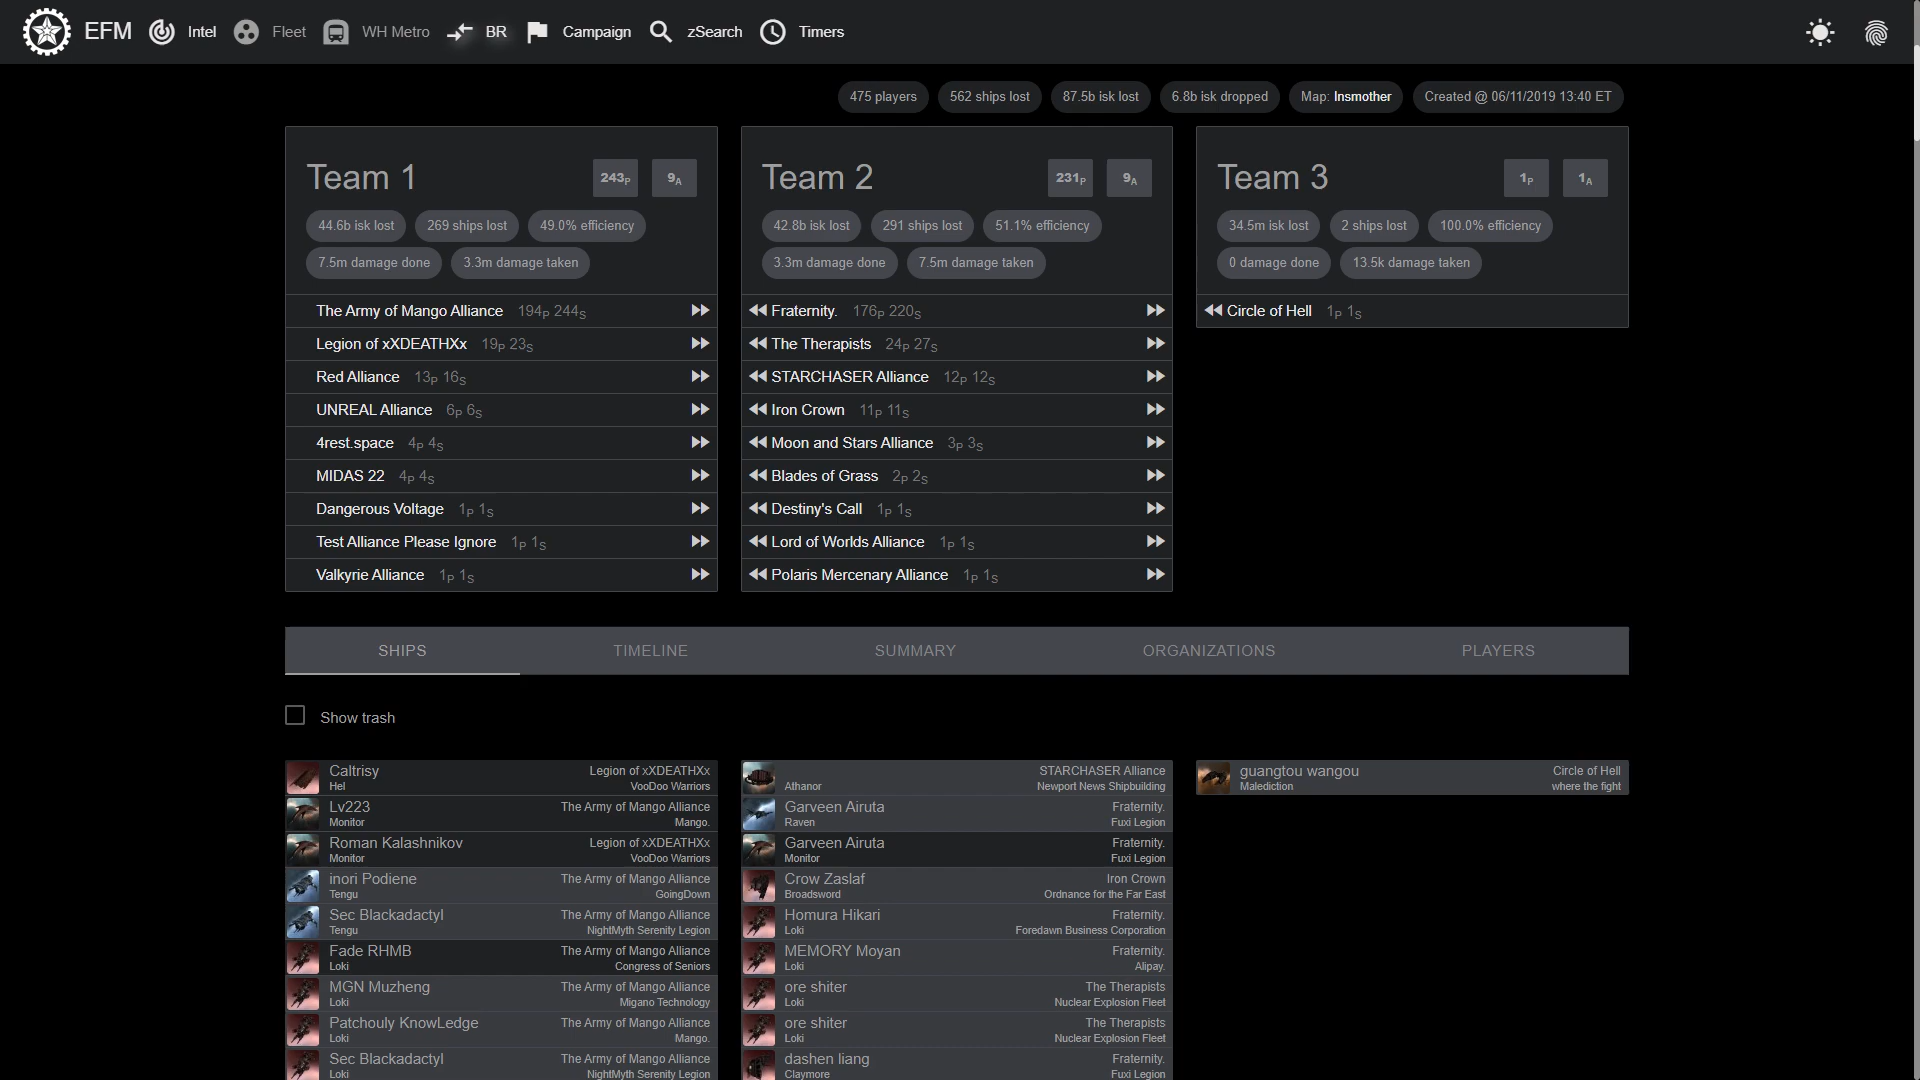 EFM Intel Fleet WH Metro BR Campaign zSearch Timers
475 players 562 ships lost 87.5b isk lost 6.8b isk dropped Map: Insmother Created @ 06/11/2019 13:40 ET
Team 1 243P 9A
44.6b isk lost 269 ships lost 49.0% efficiency
7.5m damage done 3.3m damage taken
The Army of Mango Alliance 194P 244S
Legion of xXDEATHXx 19P 23S
Red Alliance 13P 16S
UNREAL Alliance 6P 6S
4rest.space 4P 4S
MIDAS 22 4P 4S
Dangerous Voltage 1P 1S
Test Alliance Please Ignore 1P 1S
Valkyrie Alliance 1P 1S
Team 2 231P 9A
42.8b isk lost 291 ships lost 51.1% efficiency
3.3m damage done 7.5m damage taken
Fraternity. 176P 220S
The Therapists 24P 27S
STARCHASER Alliance 12P 12S
Iron Crown 11P 11S
Moon and Stars Alliance 3P 3S
Blades of Grass 2P 2S
Destiny's Call 1P 1S
Lord of Worlds Alliance 1P 1S
Polaris Mercenary Alliance 1P 1S
Team 3 1P 1A
34.5m isk lost 2 ships lost 100.0% efficiency
0 damage done 13.5k damage taken
Circle of Hell 1P 1S
SHIPS TIMELINE SUMMARY ORGANIZATIONS PLAYERS
Show trash
Caltrisy Legion of xXDEATHXx
Hel VooDoo Warriors
Lv223 The Army of Mango Alliance
Monitor Mango.
Roman Kalashnikov Legion of xXDEATHXx
Monitor VooDoo Warriors
inori Podiene The Army of Mango Alliance
Tengu GoingDown
Sec Blackadactyl The Army of Mango Alliance
Tengu NightMyth Serenity Legion
Fade RHMB The Army of Mango Alliance
Loki Congress of Seniors
MGN Muzheng The Army of Mango Alliance
Loki Migano Technology
Patchouly KnowLedge The Army of Mango Alliance
Loki Mango.
Sec Blackadactyl The Army of Mango Alliance
Loki NightMyth Serenity Legion
STARCHASER Alliance
Athanor Newport News Shipbuilding
Garveen Airuta Fraternity.
Raven Fuxi Legion
Garveen Airuta Fraternity.
Monitor Fuxi Legion
Crow Zaslaf Iron Crown
Broadsword Ordnance for the Far East
Homura Hikari Fraternity.
Loki Foredawn Business Corporation
MEMORY Moyan Fraternity.
Loki Alipay.
ore shiter The Therapists
Loki Nuclear Explosion Fleet
ore shiter The Therapists
Loki Nuclear Explosion Fleet
dashen liang Fraternity.
Claymore Fuxi Legion
guangtou wangou Circle of Hell
Malediction where the fight